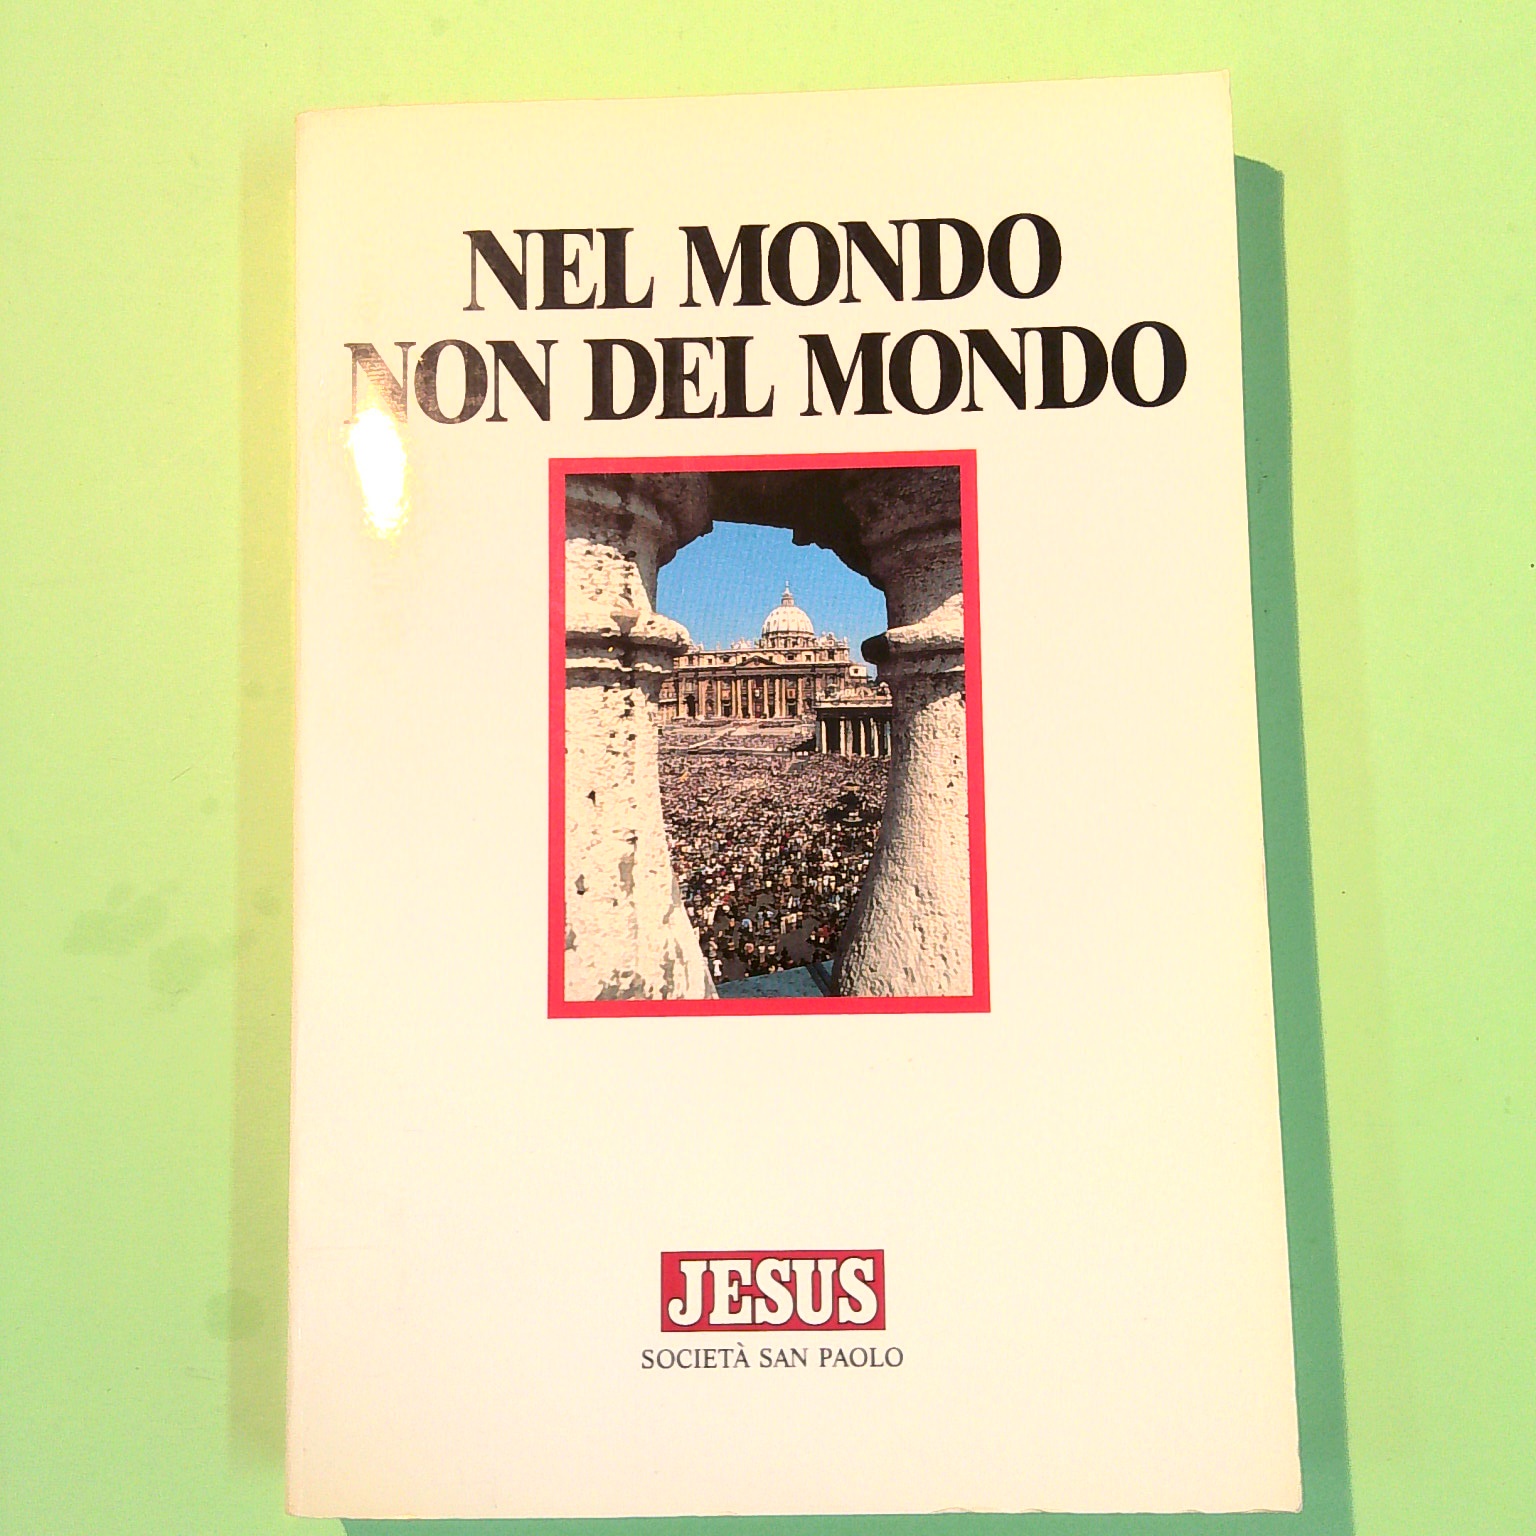 NEL MONDO
NON DEL MONDO
JESUS
SOCIETÀ SAN PAOLO